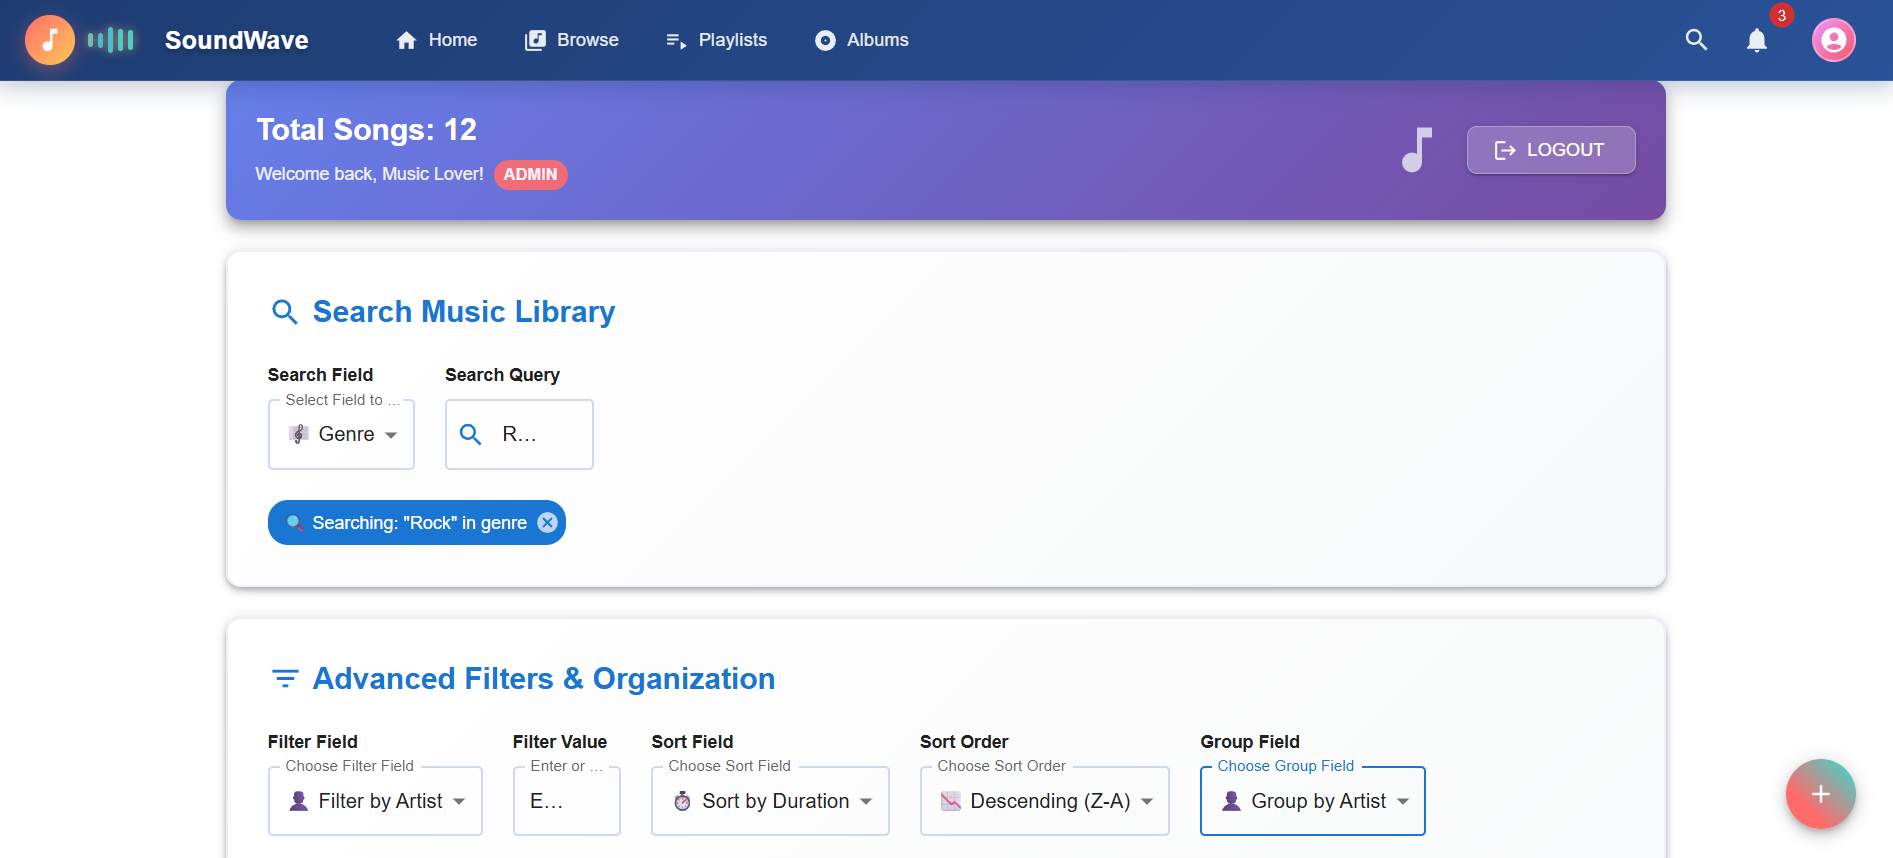 SoundWave
Home
Browse
Playlists
Albums
3
Total Songs: 12
Welcome back, Music Lover! ADMIN
LOGOUT
Search Music Library
Search Field
Search Query
Select Field to ...
Genre
R...
Searching: "Rock" in genre
Advanced Filters & Organization
Filter Field
Filter Value
Sort Field
Sort Order
Group Field
Choose Filter Field
Enter or ...
Choose Sort Field
Choose Sort Order
Choose Group Field
Filter by Artist
E...
Sort by Duration
Descending (Z-A)
Group by Artist